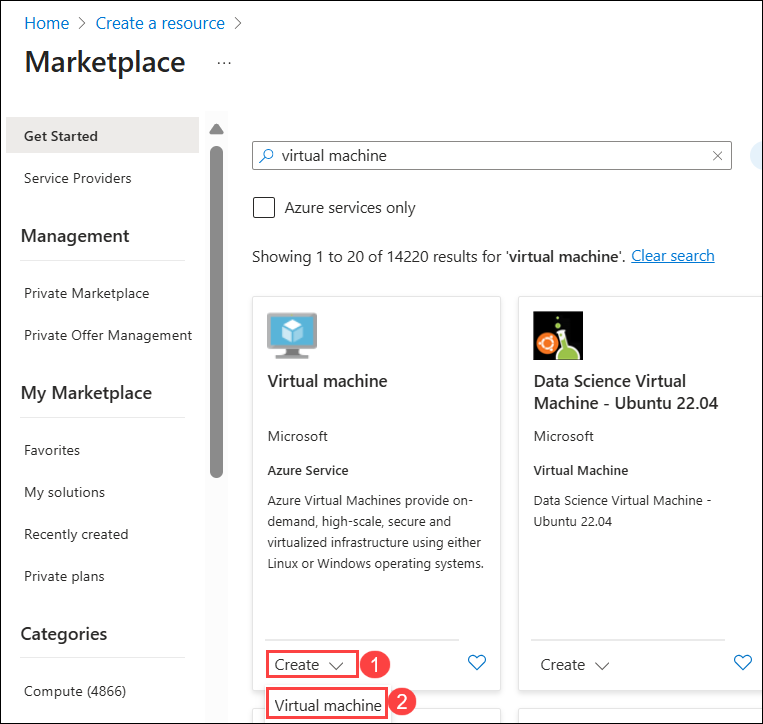 Home > Create a resource >
Marketplace ...
Get Started
Service Providers
Management
Private Marketplace
Private Offer Management
My Marketplace
Favorites
My solutions
Recently created
Private plans
Categories
Compute (4866)
virtual machine
Azure services only
Showing 1 to 20 of 14220 results for 'virtual machine'. Clear search
Virtual machine
Microsoft
Azure Service
Azure Virtual Machines provide on-
demand, high-scale, secure and
virtualized infrastructure using either
Linux or Windows operating systems.
Create 1
Virtual machine 2
Data Science Virtual
Machine - Ubuntu 22.04
Microsoft
Virtual Machine
Data Science Virtual Machine -
Ubuntu 22.04
Create